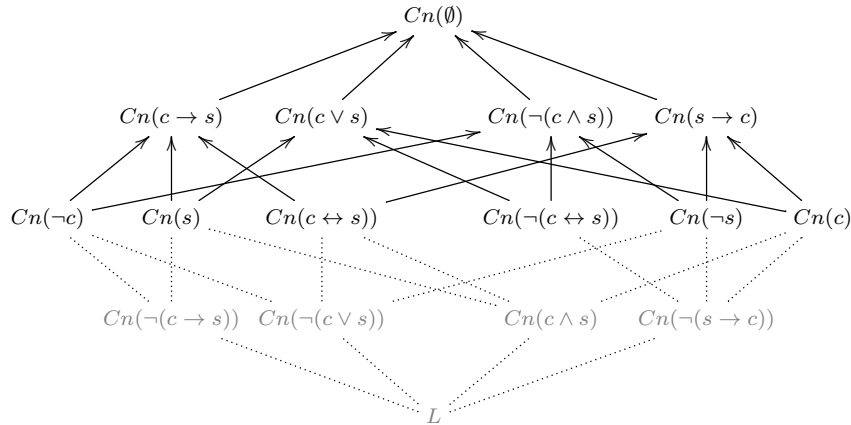 Cn(∅)
Cn(c → s) Cn(c ∨ s) Cn(¬(c ∧ s)) Cn(s → c)
Cn(¬c) Cn(s) Cn(c ↔ s)) Cn(¬(c ↔ s)) Cn(¬s) Cn(c)
Cn(¬(c → s)) Cn(¬(c ∨ s)) Cn(c ∧ s) Cn(¬(s → c))
L